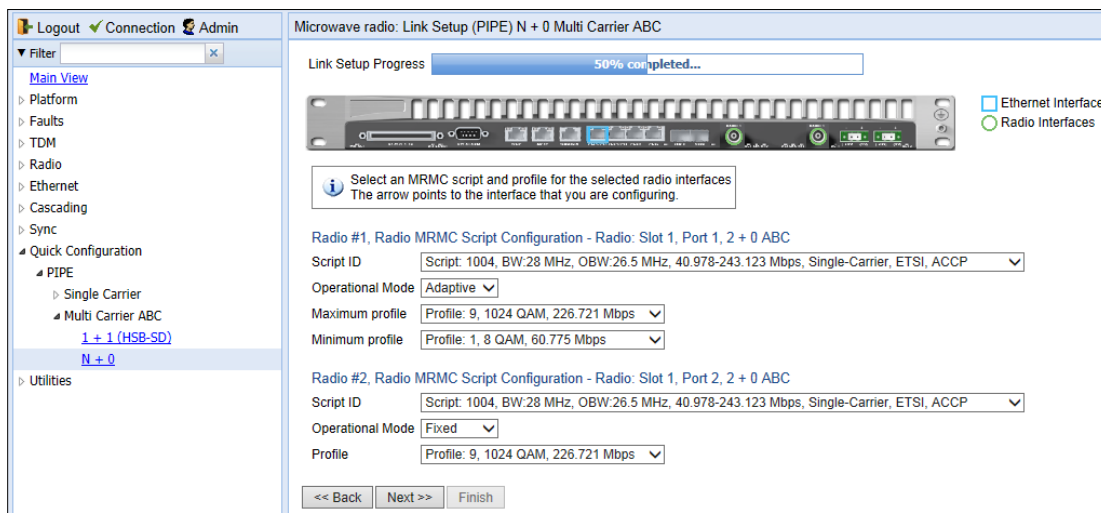 Logout Connection Admin
Filter
Main View
Platform
Faults
TDM
Radio
Ethernet
Cascading
Sync
Quick Configuration
PIPE
Single Carrier
Multi Carrier ABC
1 + 1 (HSB-SD)
N + 0
Utilities
Microwave radio: Link Setup (PIPE) N + 0 Multi Carrier ABC
Link Setup Progress 50% completed...
Ethernet Interface
Radio Interfaces
Select an MRMC script and profile for the selected radio interfaces
The arrow points to the interface that you are configuring.
Radio #1, Radio MRMC Script Configuration - Radio: Slot 1, Port 1, 2 + 0 ABC
Script ID Script: 1004, BW:28 MHz, OBW:26.5 MHz, 40.978-243.123 Mbps, Single-Carrier, ETSI, ACCP
Operational Mode Adaptive
Maximum profile Profile: 9, 1024 QAM, 226.721 Mbps
Minimum profile Profile: 1, 8 QAM, 60.775 Mbps
Radio #2, Radio MRMC Script Configuration - Radio: Slot 1, Port 2, 2 + 0 ABC
Script ID Script: 1004, BW:28 MHz, OBW:26.5 MHz, 40.978-243.123 Mbps, Single-Carrier, ETSI, ACCP
Operational Mode Fixed
Profile Profile: 9, 1024 QAM, 226.721 Mbps
<< Back Next >> Finish